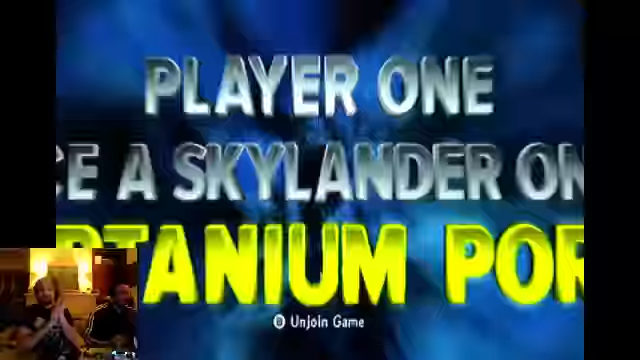 PLAYER ONE
CE A SKYLANDER ON
RTANIUM POR
B Unjoin Game